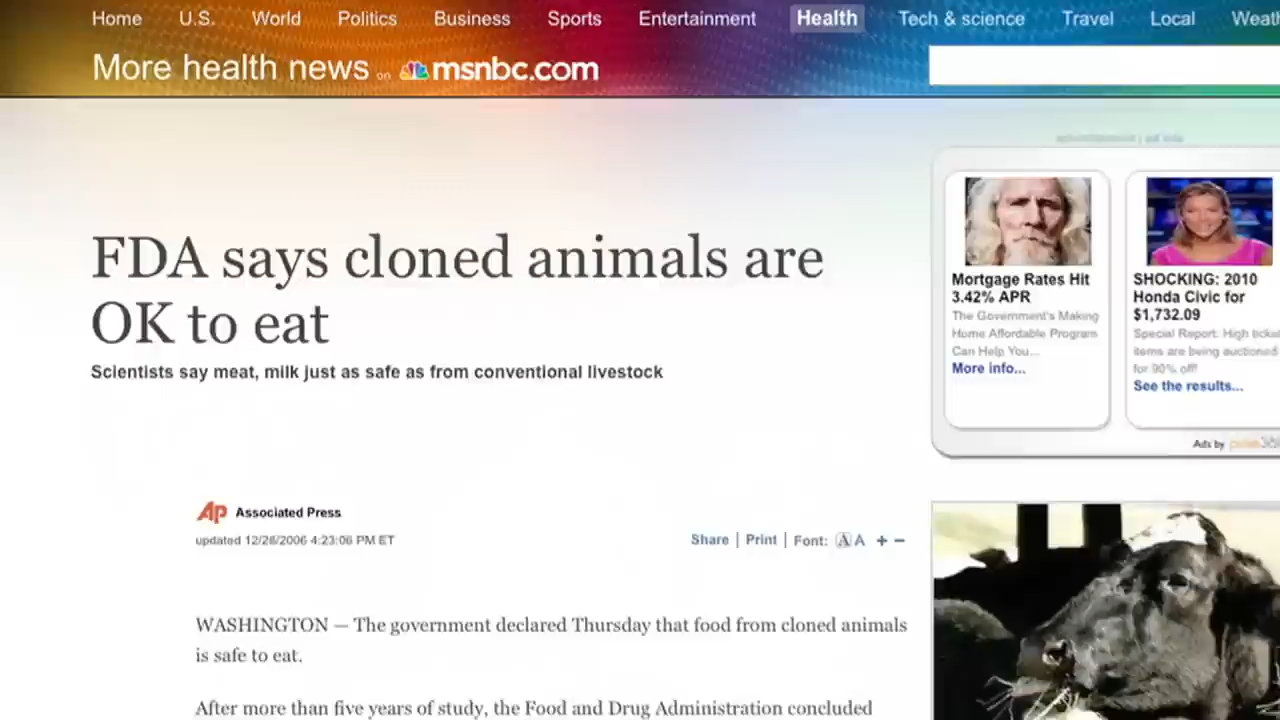 Home U.S. World Politics Business Sports Entertainment Health Tech & science Travel Local
More health news on msnbc.com
advertisement | ad info
FDA says cloned animals are
OK to eat
Scientists say meat, milk just as safe as from conventional livestock
Mortgage Rates Hit
3.42% APR
The Government's Making
Home Affordable Program
Can Help You...
More info...
SHOCKING: 2010
Honda Civic for
$1,732.09
Special Report: High ticket
items are being auctioned
for 90% off!
See the results...
Ads by
AP Associated Press
updated 12/28/2006 4:23:06 PM ET
Share | Print | Font: A A + −
WASHINGTON — The government declared Thursday that food from cloned animals
is safe to eat.
After more than five years of study, the Food and Drug Administration concluded